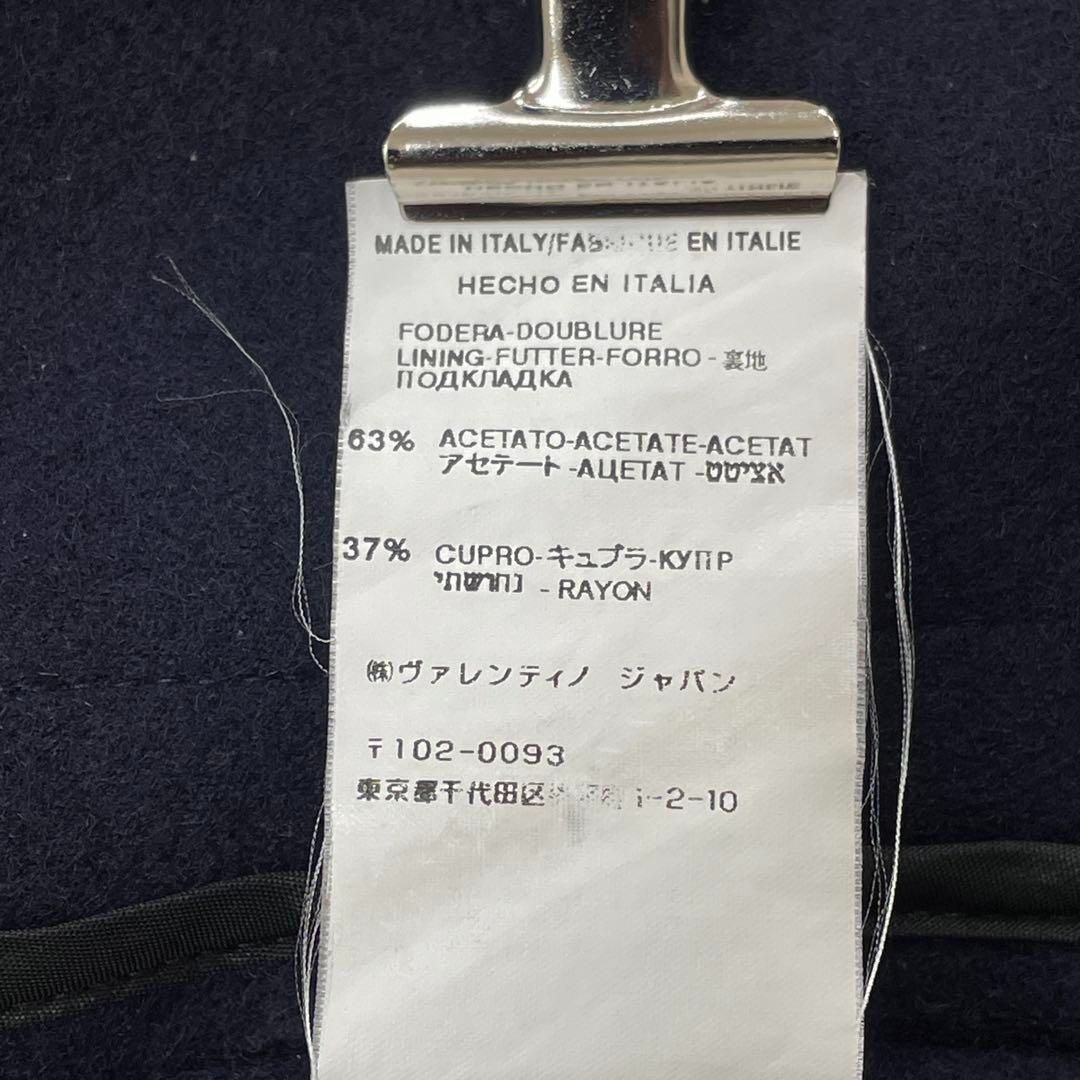 MADE IN ITALY/FABRIQUE EN ITALIE
HECHO EN ITALIA
FODERA-DOUBLURE
LINING-FUTTER-FORRO - 裏地
ПОДКЛАДКА
63% ACETATO-ACETATE-ACETAT
アセテート -АЦЕТАТ -אציטט
37% CUPRO-キュプラ-КУПР
נחושתי - RAYON
㈱ヴァレンティノ ジャパン
〒102-0093
東京都千代田区 1-2-10